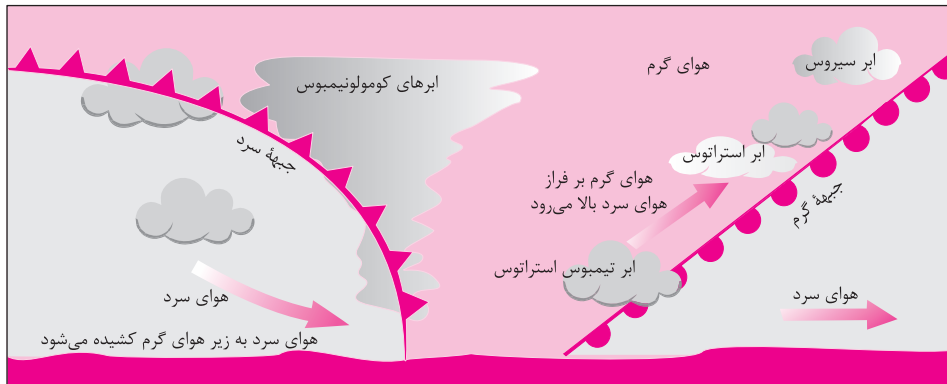 ابر سیروس
هوای گرم
ابرهای کومولونیمبوس
جبههٔ سرد
ابر استراتوس
هوای گرم بر فراز
هوای سرد بالا می‌رود
جبههٔ گرم
ابر تیمبوس استراتوس
هوای سرد
هوای سرد
هوای سرد به زیر هوای گرم کشیده می‌شود